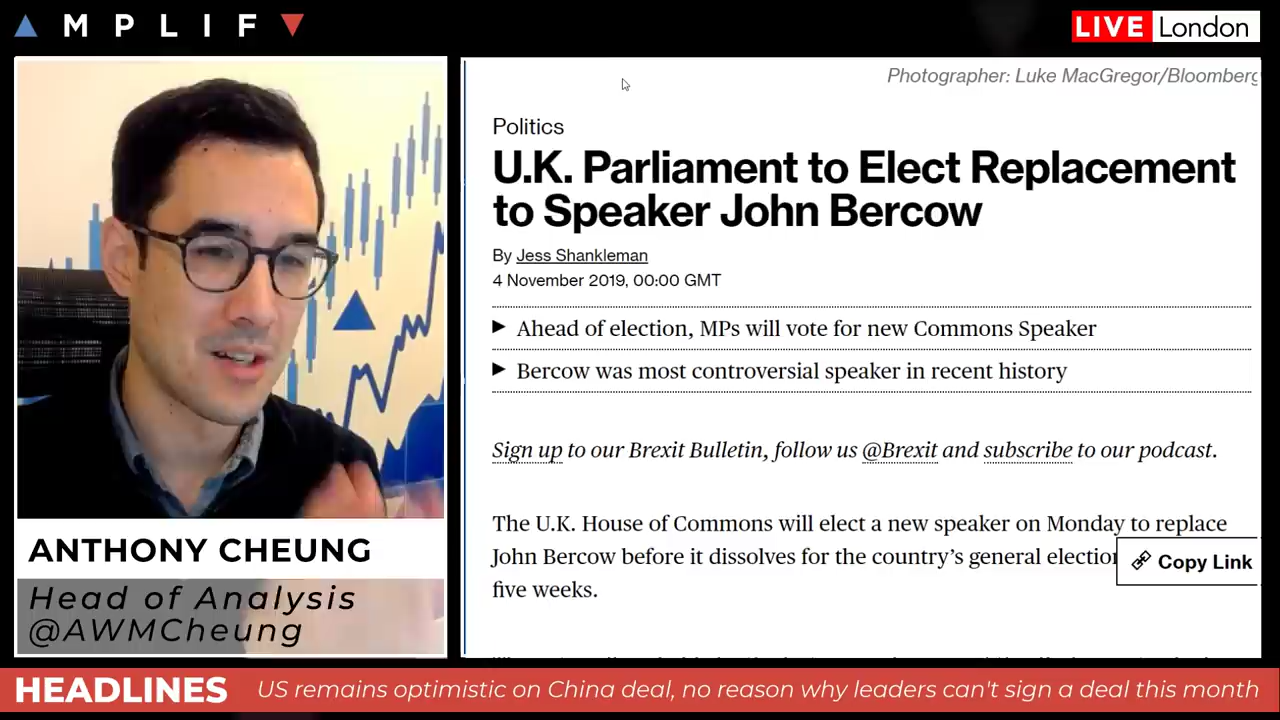 ▲ M P L I F ▼
LIVE London
Photographer: Luke MacGregor/Bloomberg
Politics
U.K. Parliament to Elect Replacement
to Speaker John Bercow
By Jess Shankleman
4 November 2019, 00:00 GMT
Ahead of election, MPs will vote for new Commons Speaker
Bercow was most controversial speaker in recent history
Sign up to our Brexit Bulletin, follow us @Brexit and subscribe to our podcast.
The U.K. House of Commons will elect a new speaker on Monday to replace
John Bercow before it dissolves for the country's general election
five weeks.
Copy Link
ANTHONY CHEUNG
Head of Analysis
@AWMCheung
HEADLINES US remains optimistic on China deal, no reason why leaders can't sign a deal this month